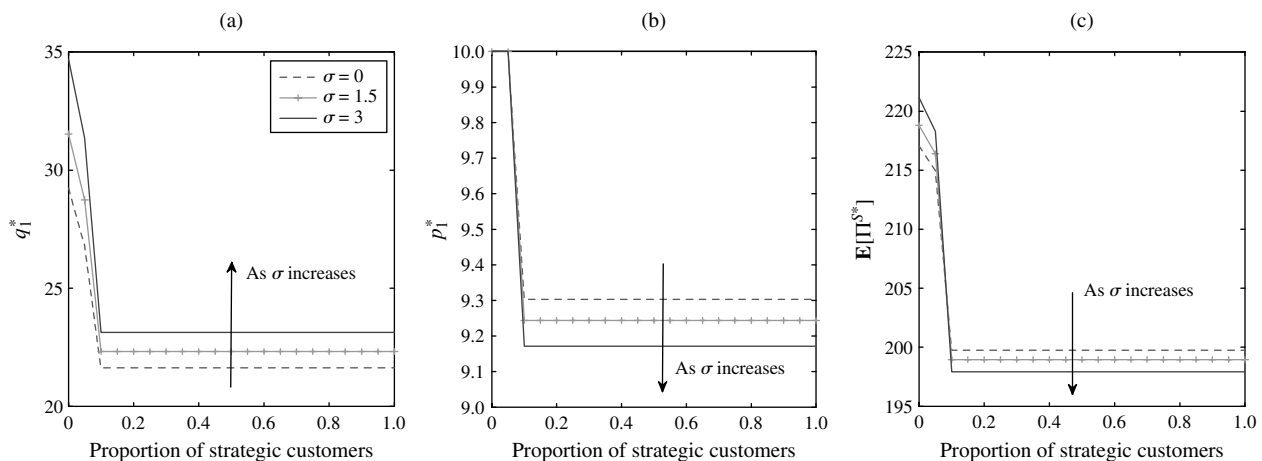 (a)
35
30
25
20
0
0.2
0.4
0.6
0.8
1.0
q₁*
Proportion of strategic customers
σ = 0
σ = 1.5
σ = 3
As σ increases
(b)
10.0
9.9
9.8
9.7
9.6
9.5
9.4
9.3
9.2
9.1
9.0
0
0.2
0.4
0.6
0.8
1.0
p₁*
Proportion of strategic customers
As σ increases
(c)
225
220
215
210
205
200
195
0
0.2
0.4
0.6
0.8
1.0
E[Π^S*]
Proportion of strategic customers
As σ increases